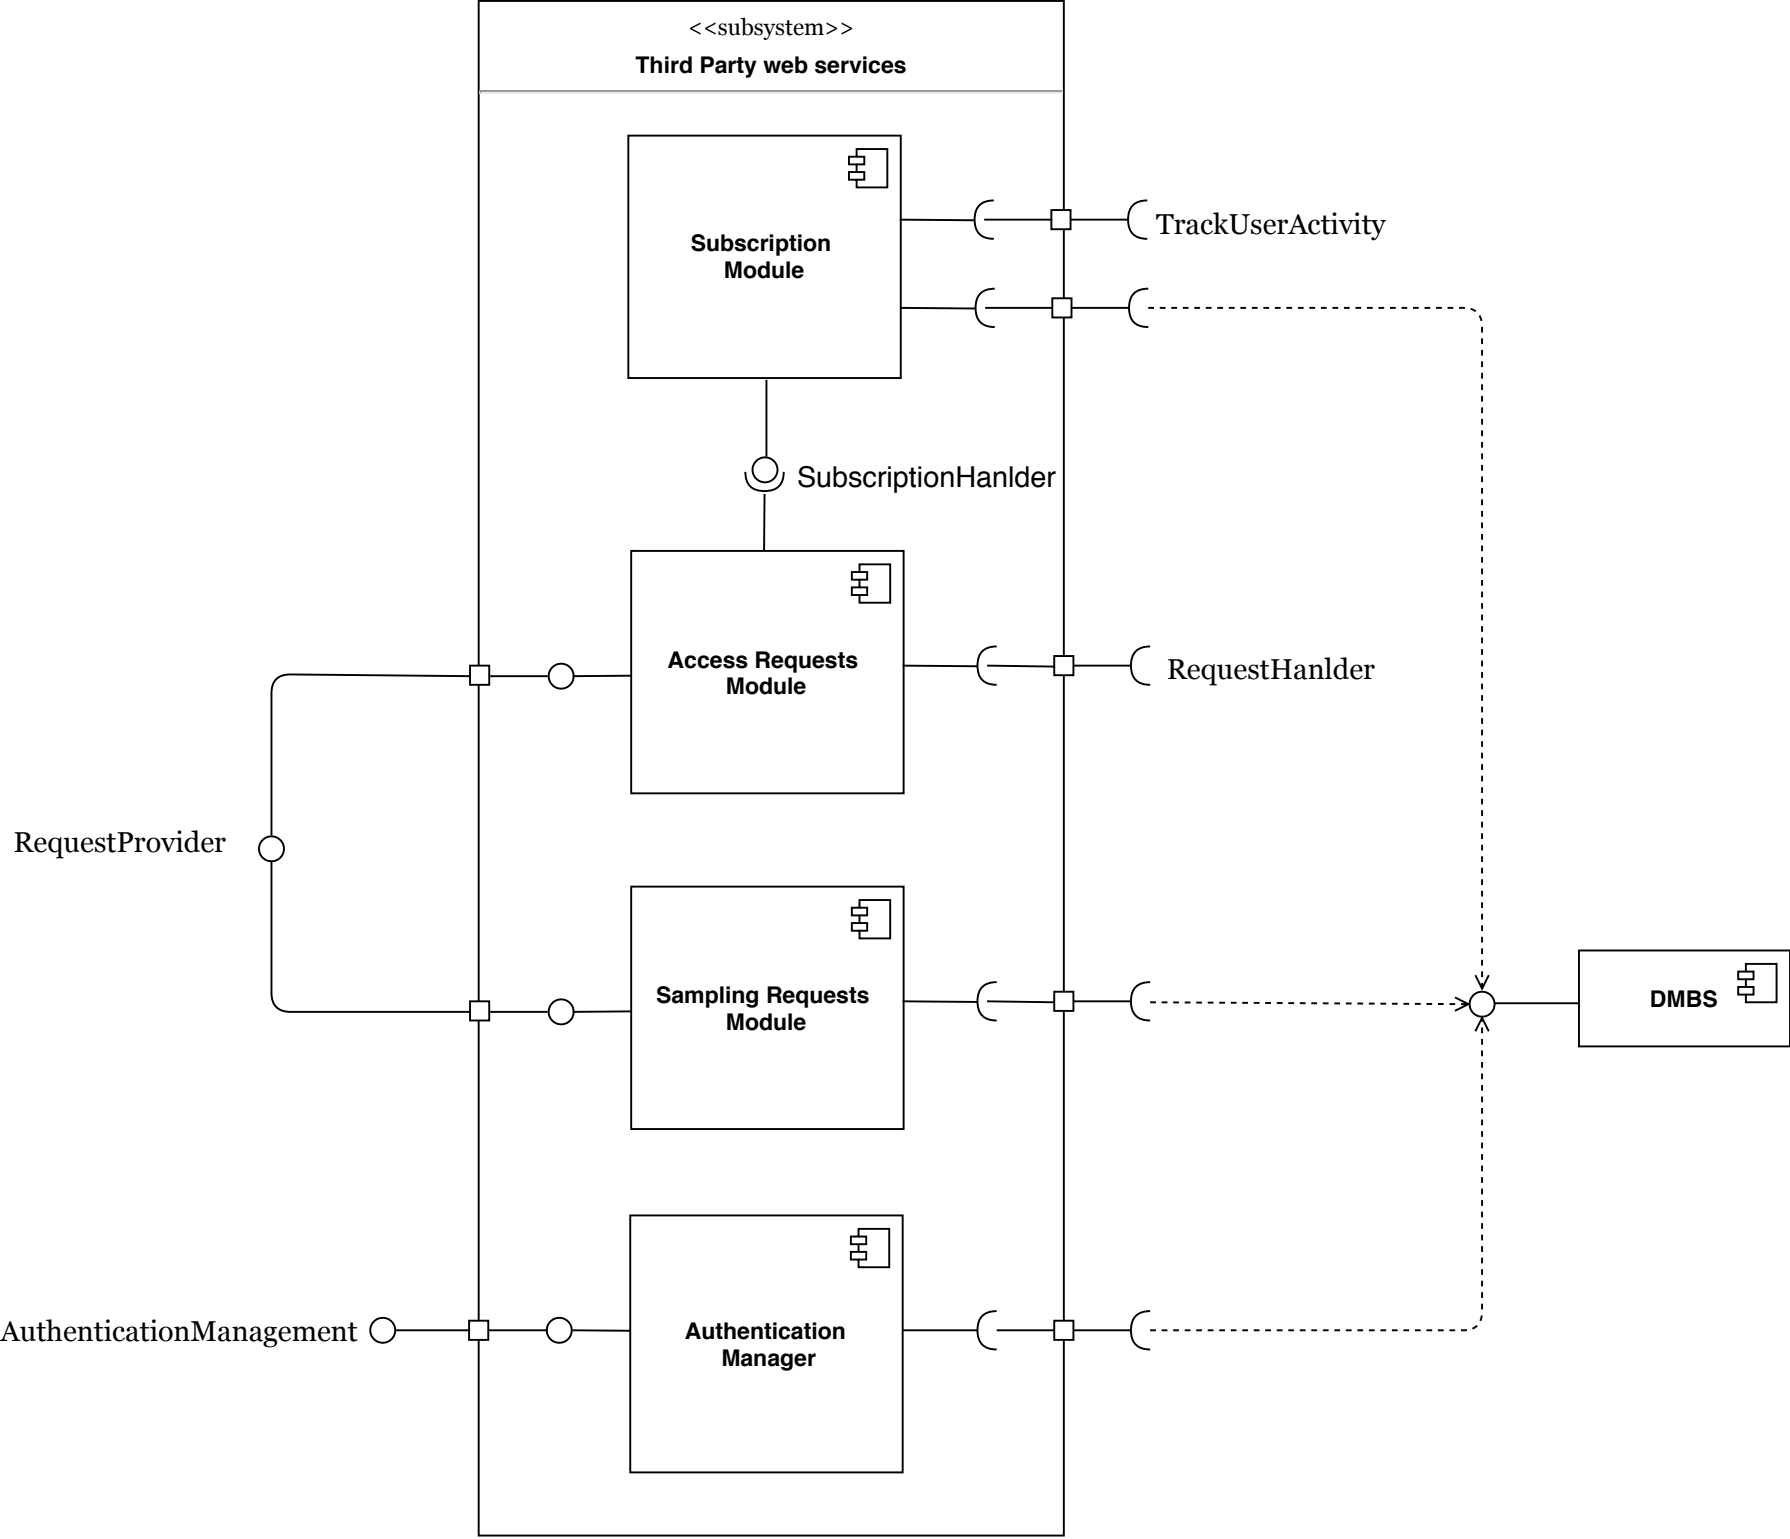 <<subsystem>>
Third Party web services
Subscription
Module
TrackUserActivity
SubscriptionHanlder
Access Requests
Module
RequestHanlder
RequestProvider
Sampling Requests
Module
DMBS
Authentication
Manager
AuthenticationManagement